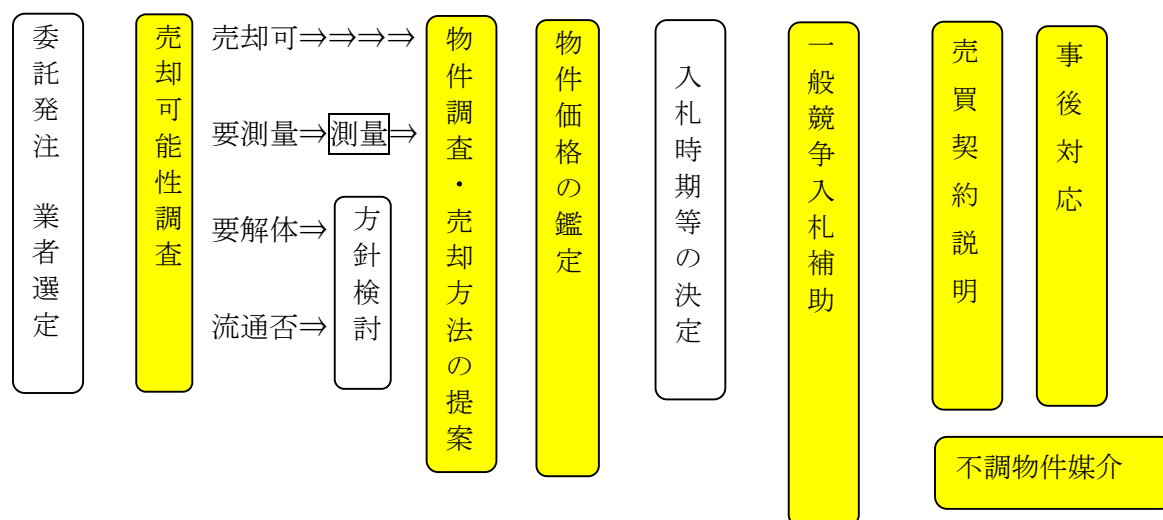 委託発注　業者選定
売却可能性調査
売却可⇒⇒⇒⇒
要測量⇒測量⇒
要解体⇒
流通否⇒
方針検討
物件調査・売却方法の提案
物件価格の鑑定
入札時期等の決定
一般競争入札補助
売買契約説明
事後対応
不調物件媒介